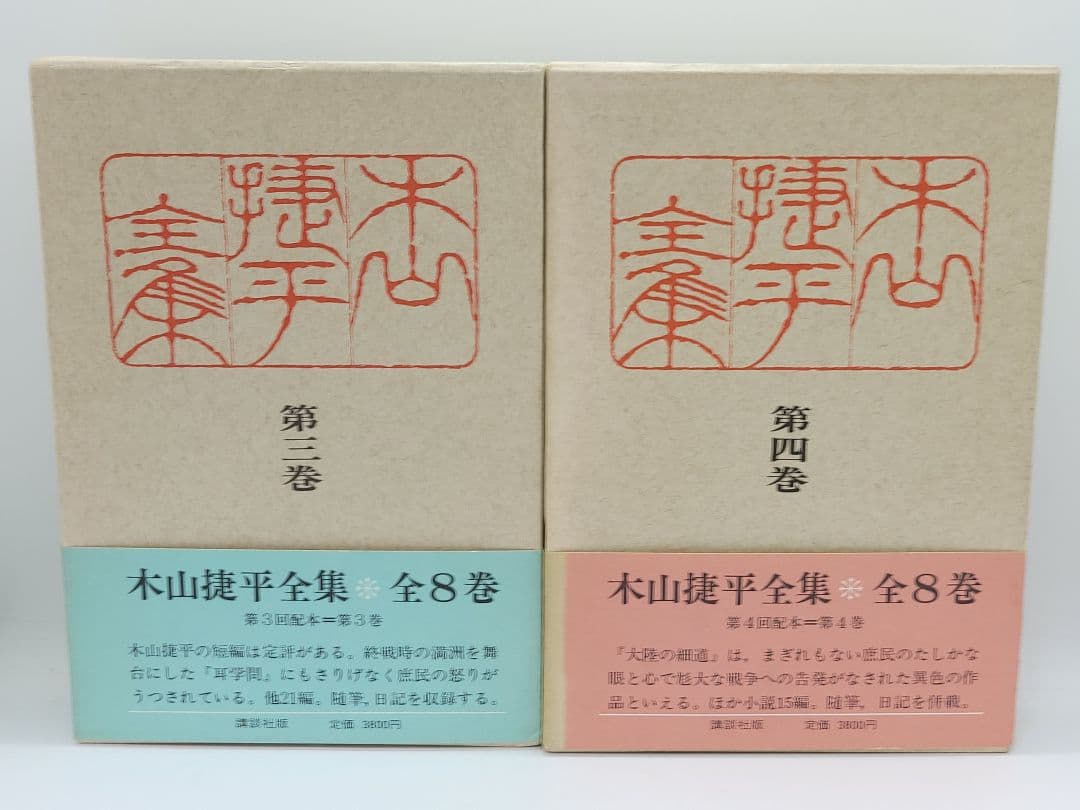 木山
捷平
全集
第三巻
木山捷平全集 ＊ 全8巻
第3回配本＝第3巻
木山捷平の短編は定評がある。終戦時の満洲を舞
台にした『耳学問』にもさりげなく庶民の怒りが
うつされている。他21編。随筆，日記を収録する。
講談社版 定価 3800円
木山
捷平
全集
第四巻
木山捷平全集 ＊ 全8巻
第4回配本＝第4巻
『大陸の細道』は，まぎれもない庶民のたしかな
眼と心で尨大な戦争への告発がなされた異色の作
品といえる。ほか小説15編。随筆，日記を併載。
講談社版 定価 3800円